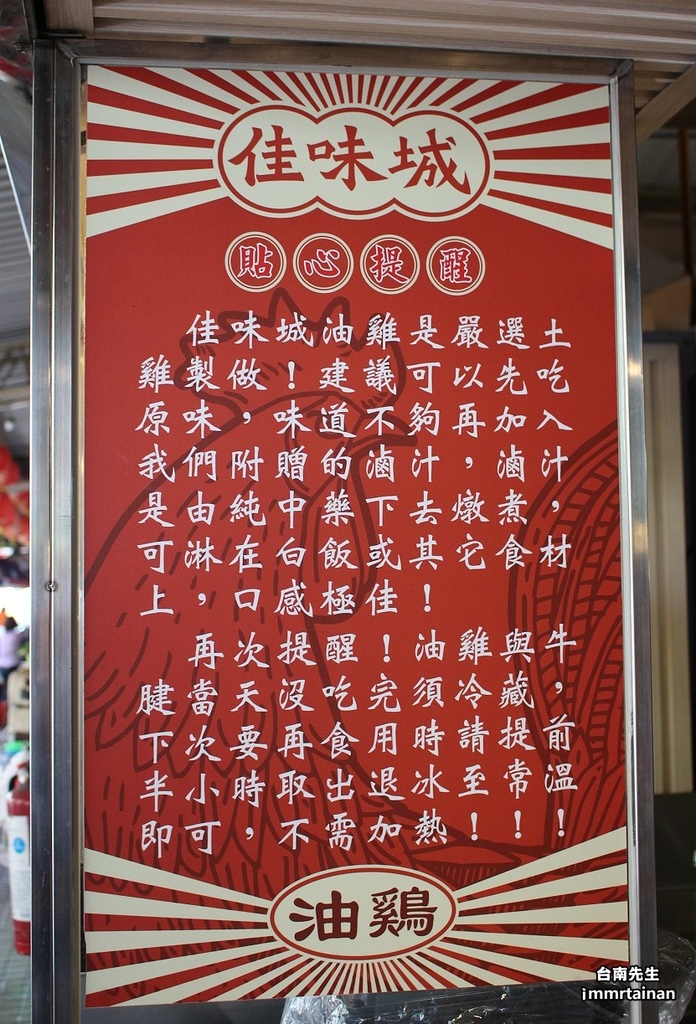 佳味城
貼心提醒
佳味城油雞是嚴選土
雞製做！建議可以先吃
原味，味道不夠再加入
我們附贈的滷汁，滷汁
是由純中藥下去燉煮，
可淋在白飯或其它食材
上，口感極佳！
再次提醒！油雞與牛
腱當天沒吃完須冷藏，
下次要再食用時請提前
半小時取出退冰至常溫
即可，不需加熱！！！
油鷄
台南先生
jmmrtainan